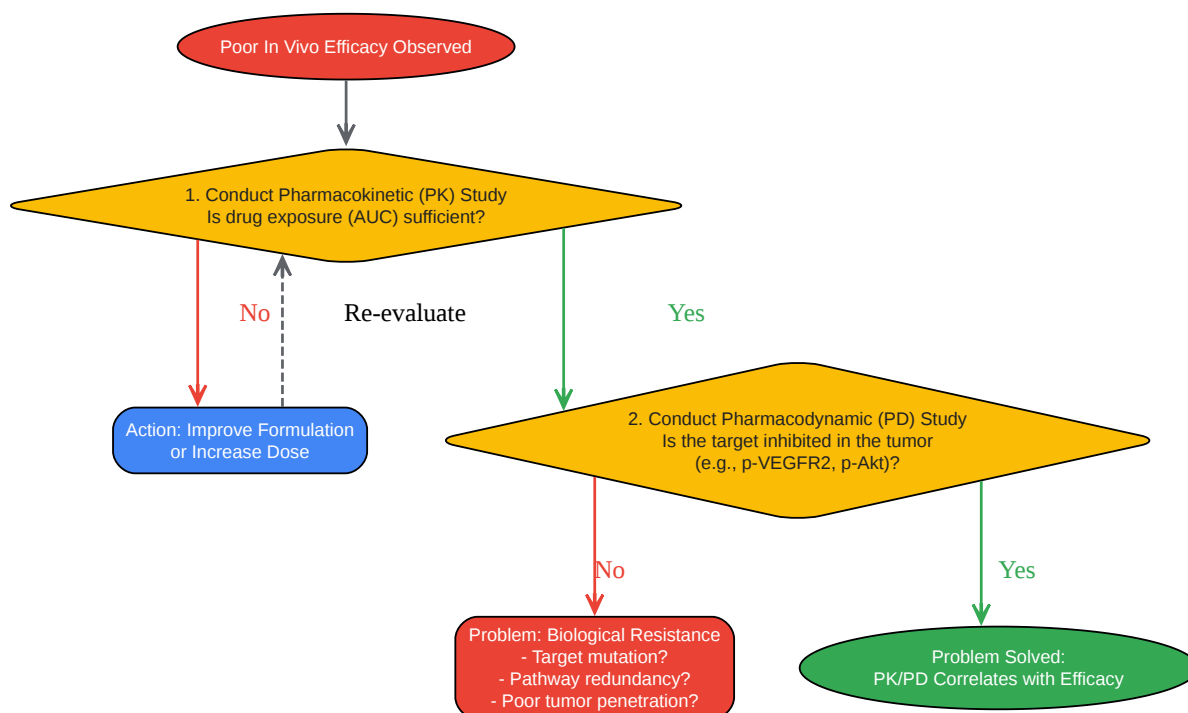 Poor In Vivo Efficacy Observed
1. Conduct Pharmacokinetic (PK) Study
Is drug exposure (AUC) sufficient?
No
Re-evaluate
Yes
Action: Improve Formulation
or Increase Dose
2. Conduct Pharmacodynamic (PD) Study
Is the target inhibited in the tumor
(e.g., p-VEGFR2, p-Akt)?
No
Yes
Problem: Biological Resistance
- Target mutation?
- Pathway redundancy?
- Poor tumor penetration?
Problem Solved:
PK/PD Correlates with Efficacy